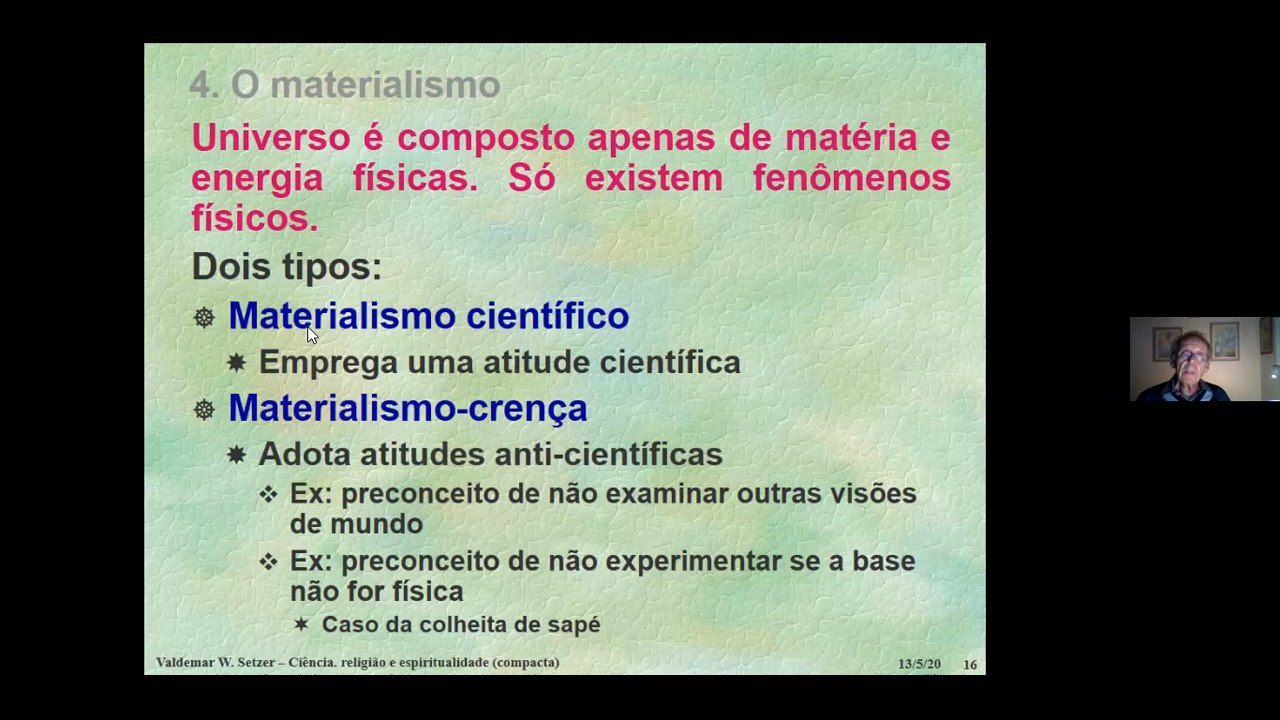 4. O materialismo
Universo é composto apenas de matéria e
energia físicas. Só existem fenômenos
físicos.
Dois tipos:
Materialismo científico
Emprega uma atitude científica
Materialismo-crença
Adota atitudes anti-científicas
Ex: preconceito de não examinar outras visões
de mundo
Ex: preconceito de não experimentar se a base
não for física
Caso da colheita de sapé
Valdemar W. Setzer – Ciência. religião e espiritualidade (compacta) 13/5/20 16